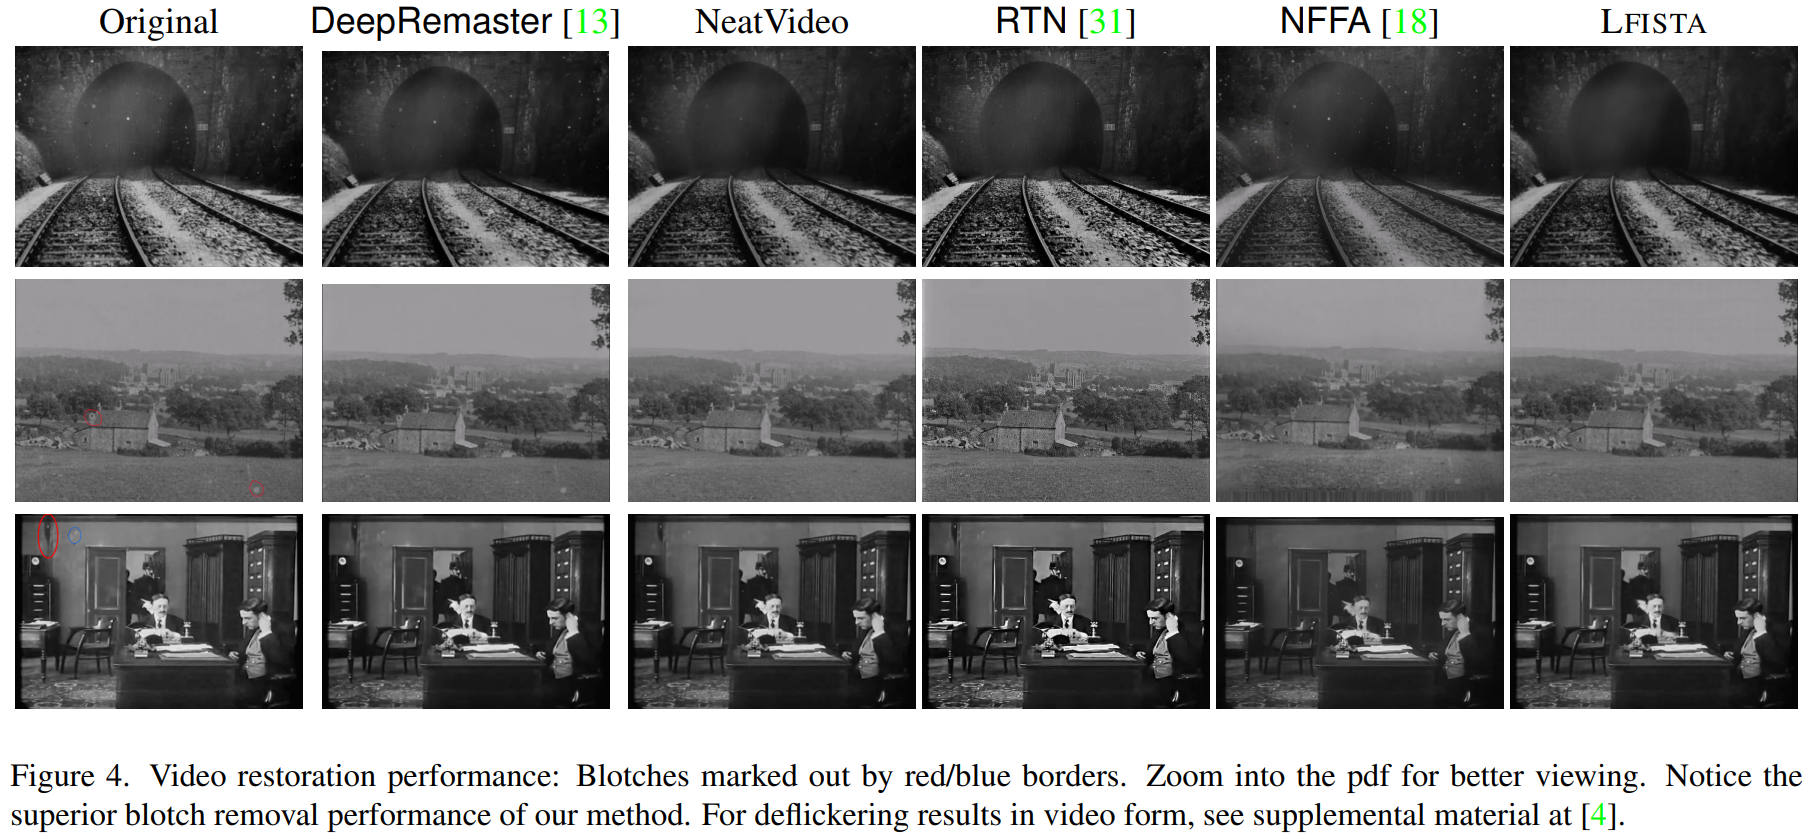 Original DeepRemaster [13] NeatVideo RTN [31] NFFA [18] LFISTA
Figure 4. Video restoration performance: Blotches marked out by red/blue borders. Zoom into the pdf for better viewing. Notice the
superior blotch removal performance of our method. For deflickering results in video form, see supplemental material at [4].